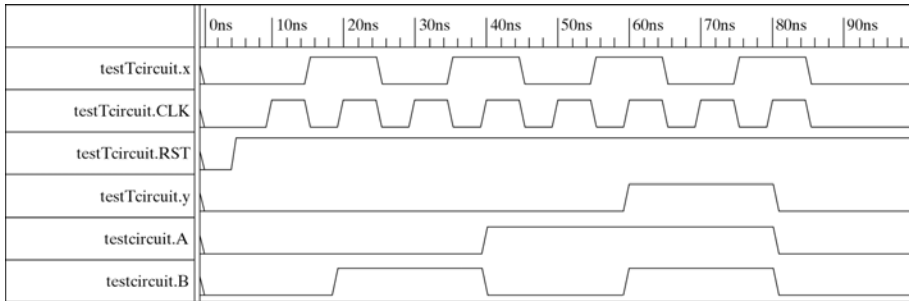 0ns 10ns 20ns 30ns 40ns 50ns 60ns 70ns 80ns 90ns
testTcircuit.x
testTcircuit.CLK
testTcircuit.RST
testTcircuit.y
testcircuit.A
testcircuit.B